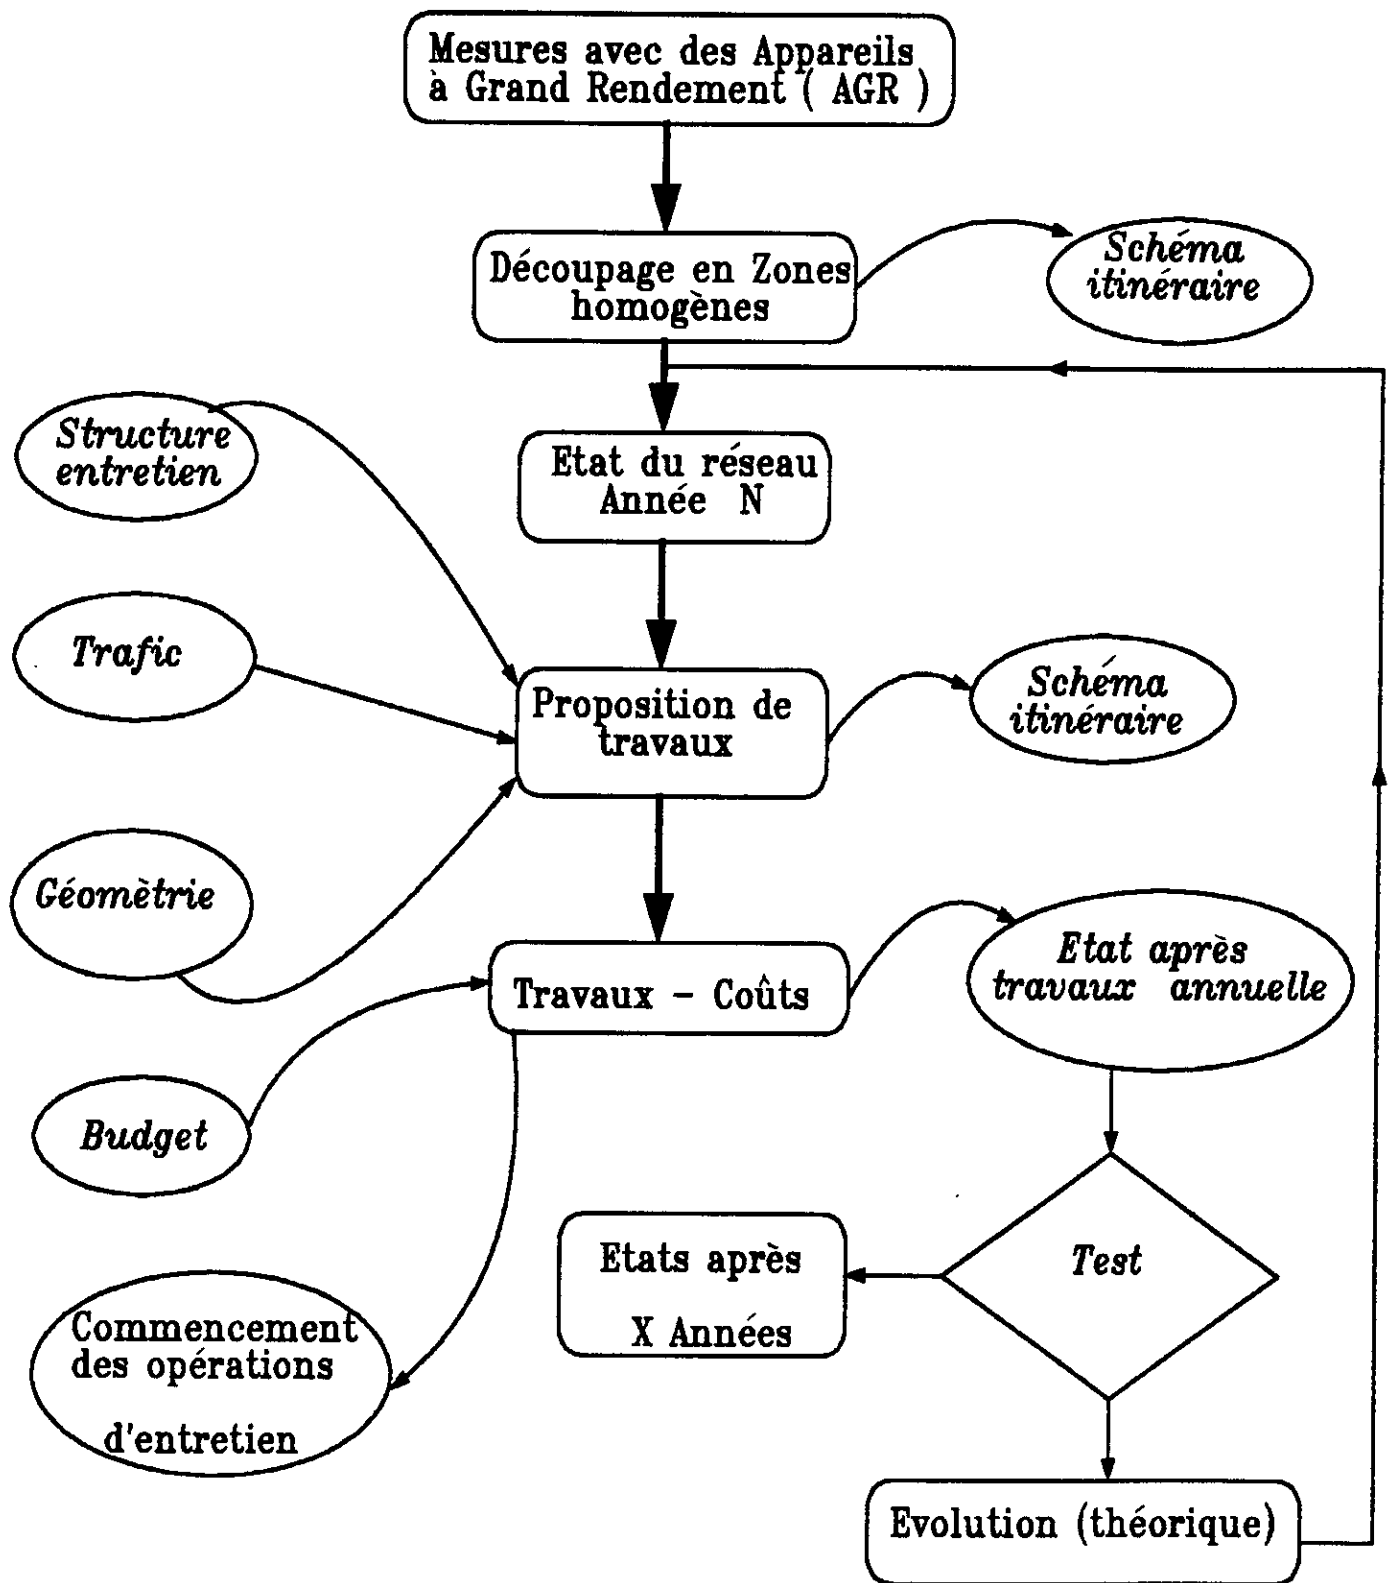 Mesures avec des Appareils
à Grand Rendement ( AGR )
Découpage en Zones
homogènes
Schéma
itinéraire
Structure
entretien
Etat du réseau
Année N
Trafic
Proposition de
travaux
Schéma
itinéraire
Géomètrie
Travaux – Coûts
Etat après
travaux annuelle
Budget
Etats après
X Années
Test
Commencement
des opérations
d'entretien
Evolution (théorique)